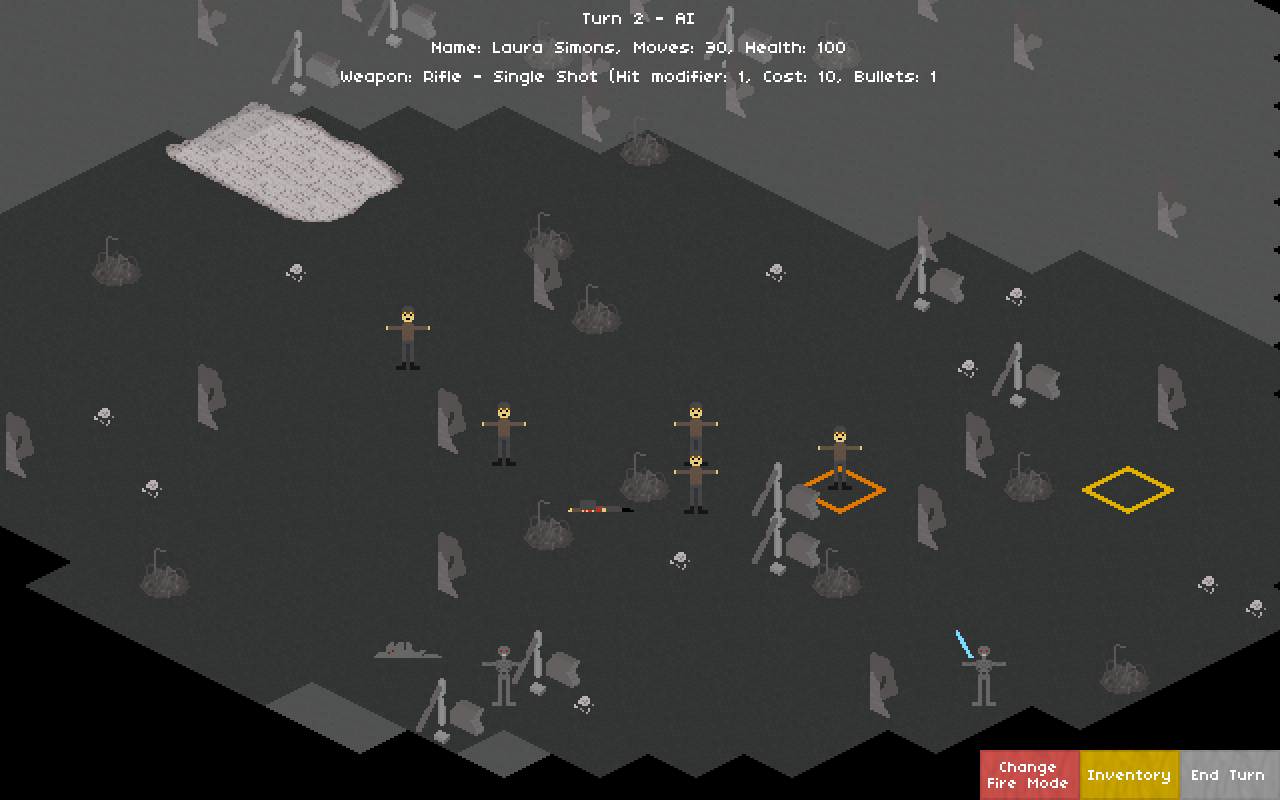 Turn 2 - AI
Name: Laura Simons, Moves: 30, Health: 100
Weapon: Rifle - Single Shot (Hit modifier: 1, Cost: 10, Bullets: 1
Change
Fire Mode
Inventory
End Turn